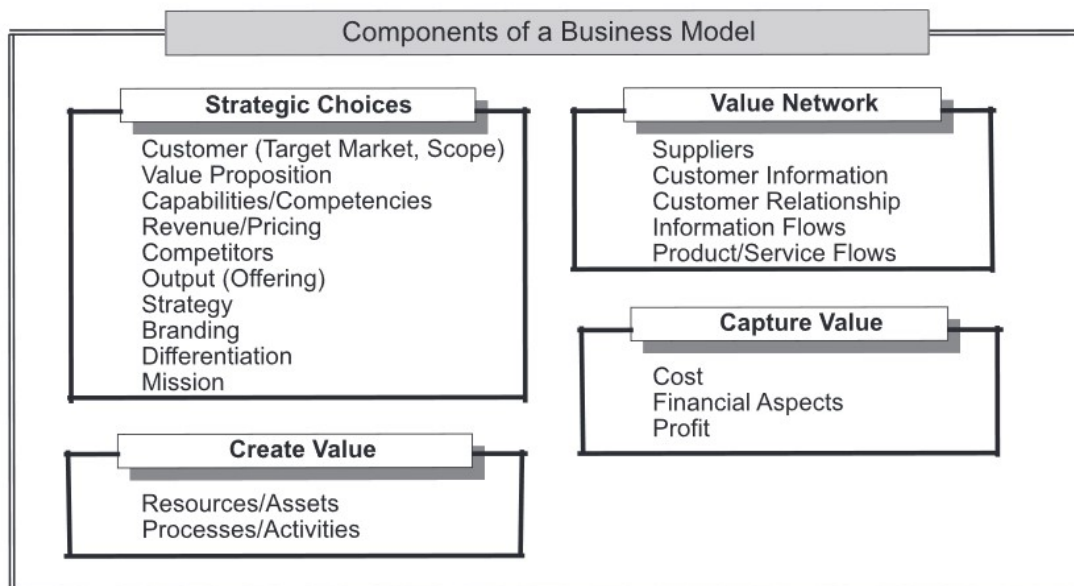 Components of a Business Model
Strategic Choices
Customer (Target Market, Scope)
Value Proposition
Capabilities/Competencies
Revenue/Pricing
Competitors
Output (Offering)
Strategy
Branding
Differentiation
Mission
Create Value
Resources/Assets
Processes/Activities
Value Network
Suppliers
Customer Information
Customer Relationship
Information Flows
Product/Service Flows
Capture Value
Cost
Financial Aspects
Profit